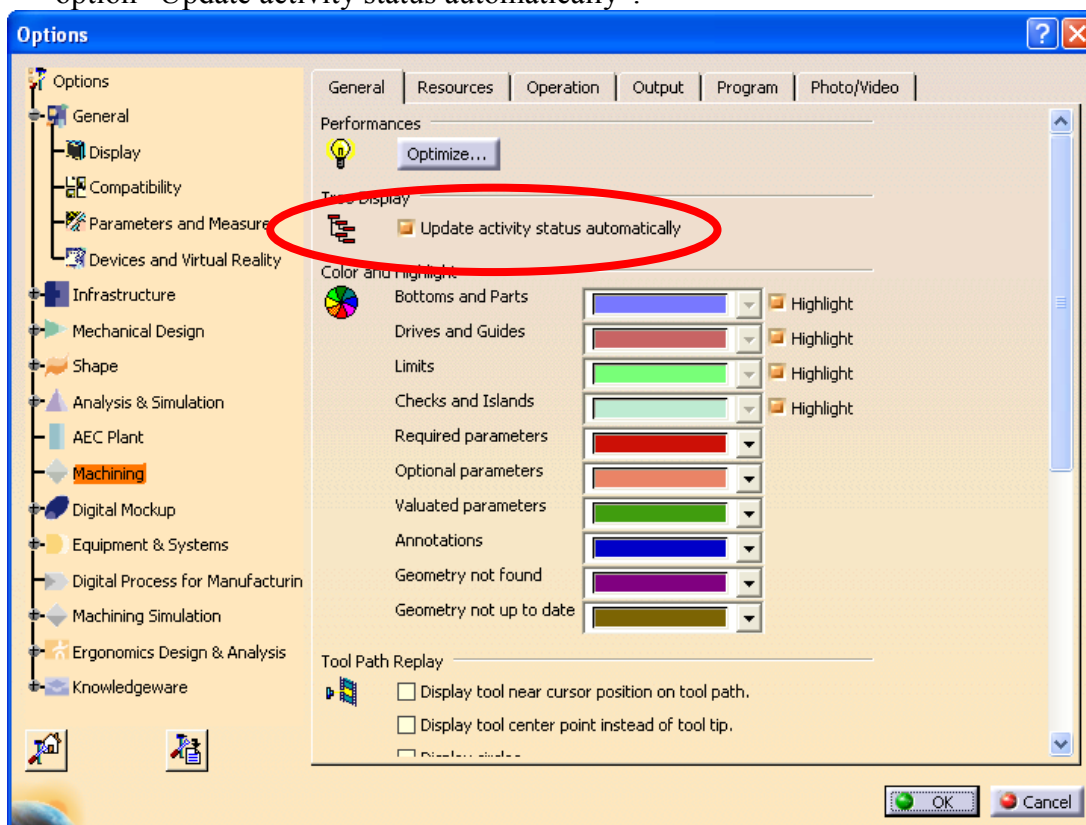 option "Update activity status automatically".
Options
Options
General
Display
Compatibility
Parameters and Measure
Devices and Virtual Reality
Infrastructure
Mechanical Design
Shape
Analysis & Simulation
AEC Plant
Machining
Digital Mockup
Equipment & Systems
Digital Process for Manufacturin
Machining Simulation
Ergonomics Design & Analysis
Knowledgeware
General Resources Operation Output Program Photo/Video
Performances
Optimize...
Tree Display
Update activity status automatically
Color and Highlight
Bottoms and Parts Highlight
Drives and Guides Highlight
Limits Highlight
Checks and Islands Highlight
Required parameters
Optional parameters
Valuated parameters
Annotations
Geometry not found
Geometry not up to date
Tool Path Replay
Display tool near cursor position on tool path.
Display tool center point instead of tool tip.
Display circles
OK Cancel